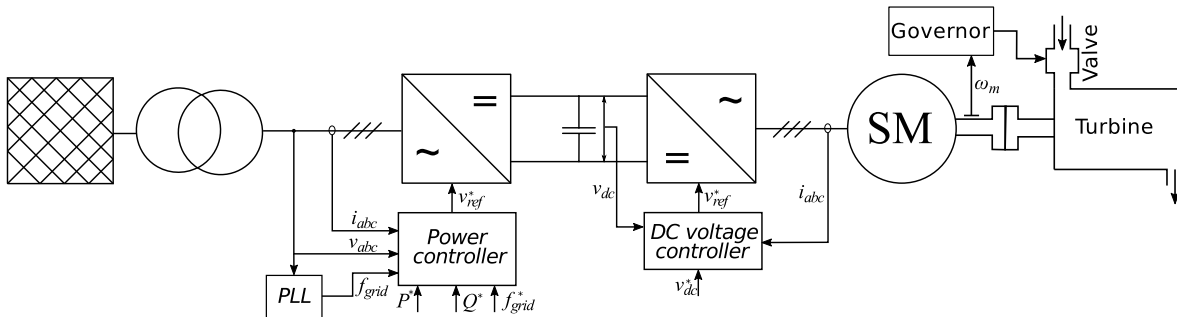 Governor
Valve
ω_m
Turbine
=
~
~
=
SM
v_dc
v*_ref
v*_ref
i_abc
i_abc
v_abc
Power
controller
DC voltage
controller
PLL
f_grid
P*
Q*
f*_grid
v*_dc